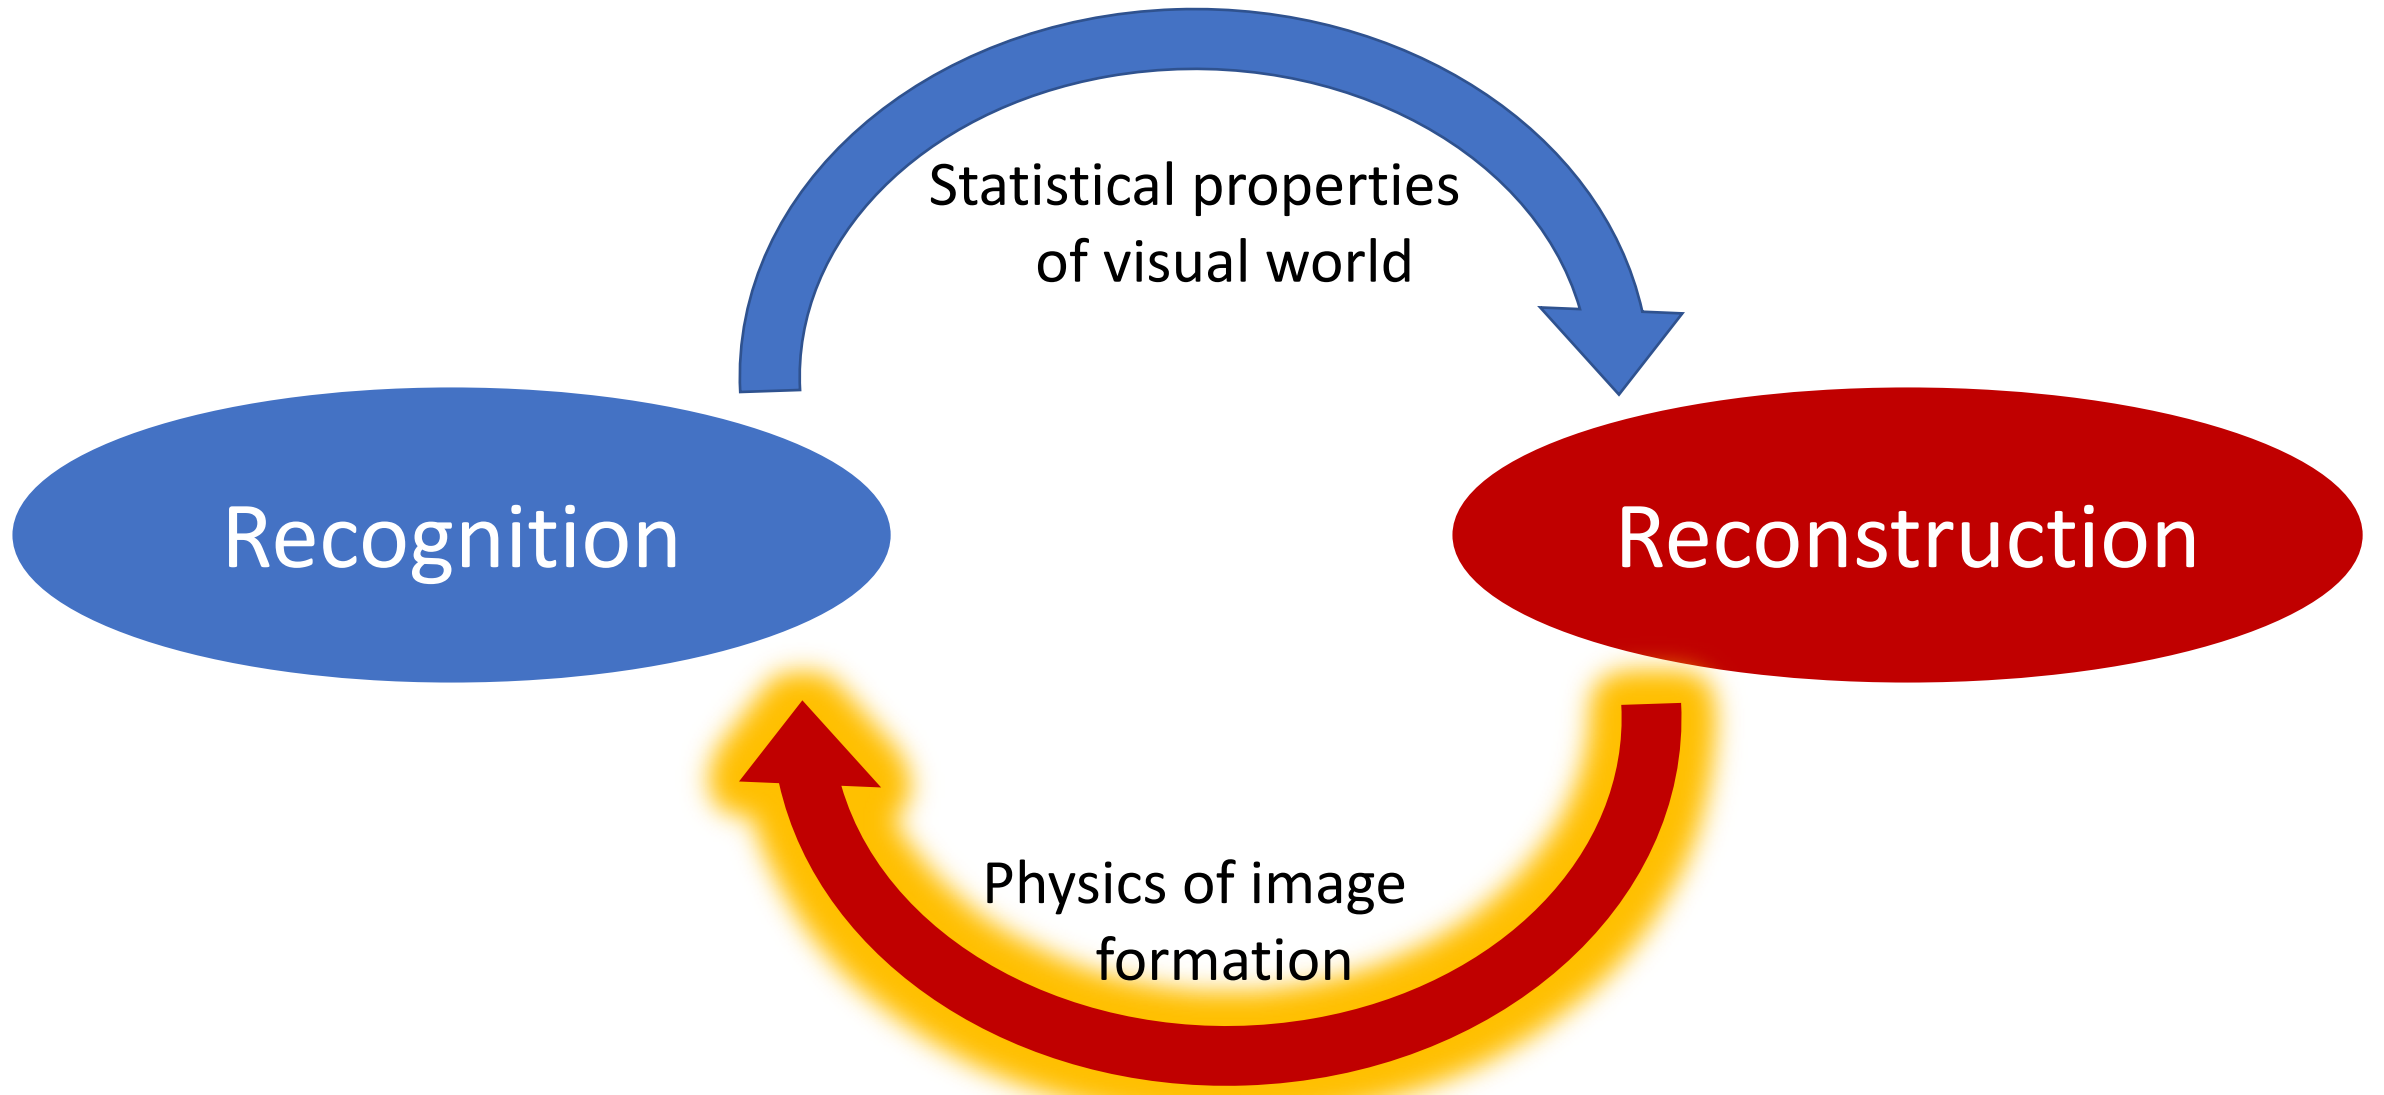 Statistical properties
of visual world
Recognition
Reconstruction
Physics of image
formation